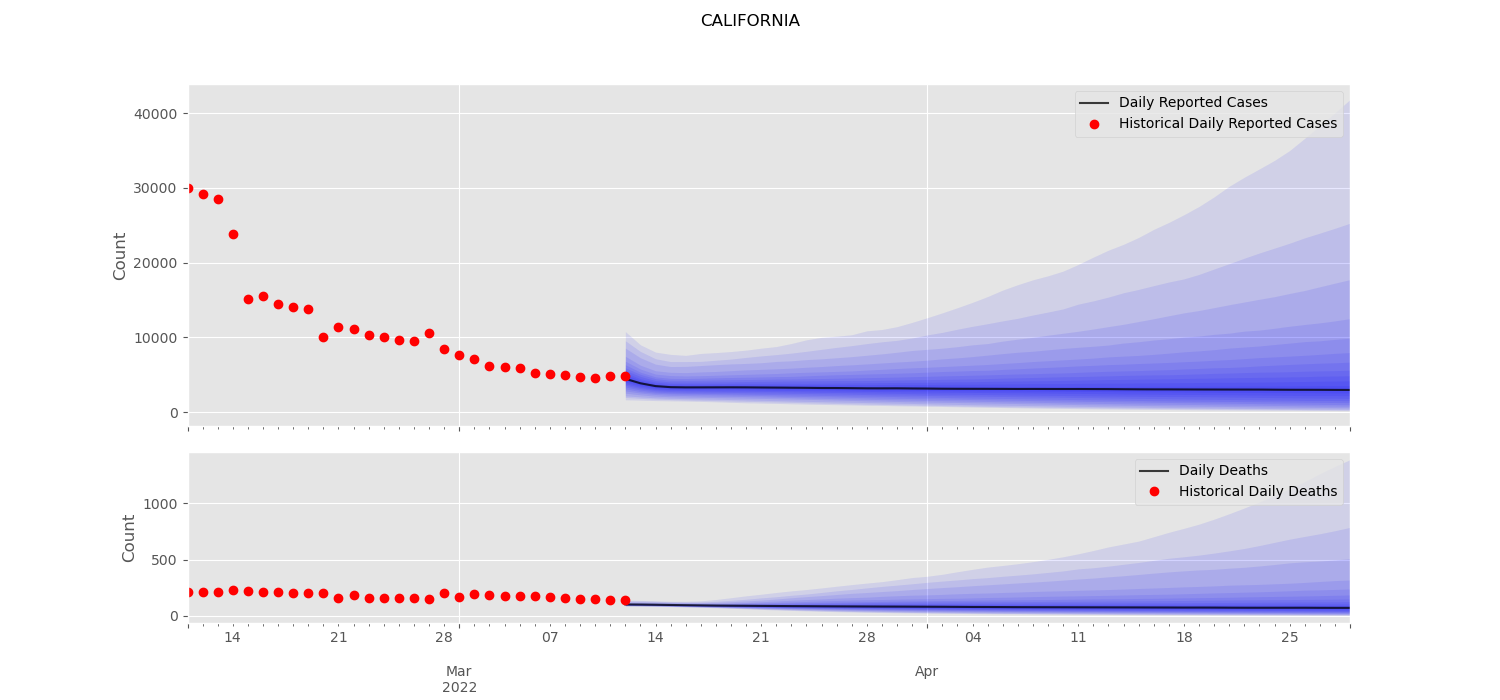 CALIFORNIA
40000
30000
20000
10000
0
Count
Daily Reported Cases
Historical Daily Reported Cases
1000
500
0
Count
Daily Deaths
Historical Daily Deaths
14 21 28 07 14 21 28 04 11 18 25
Mar Apr
2022